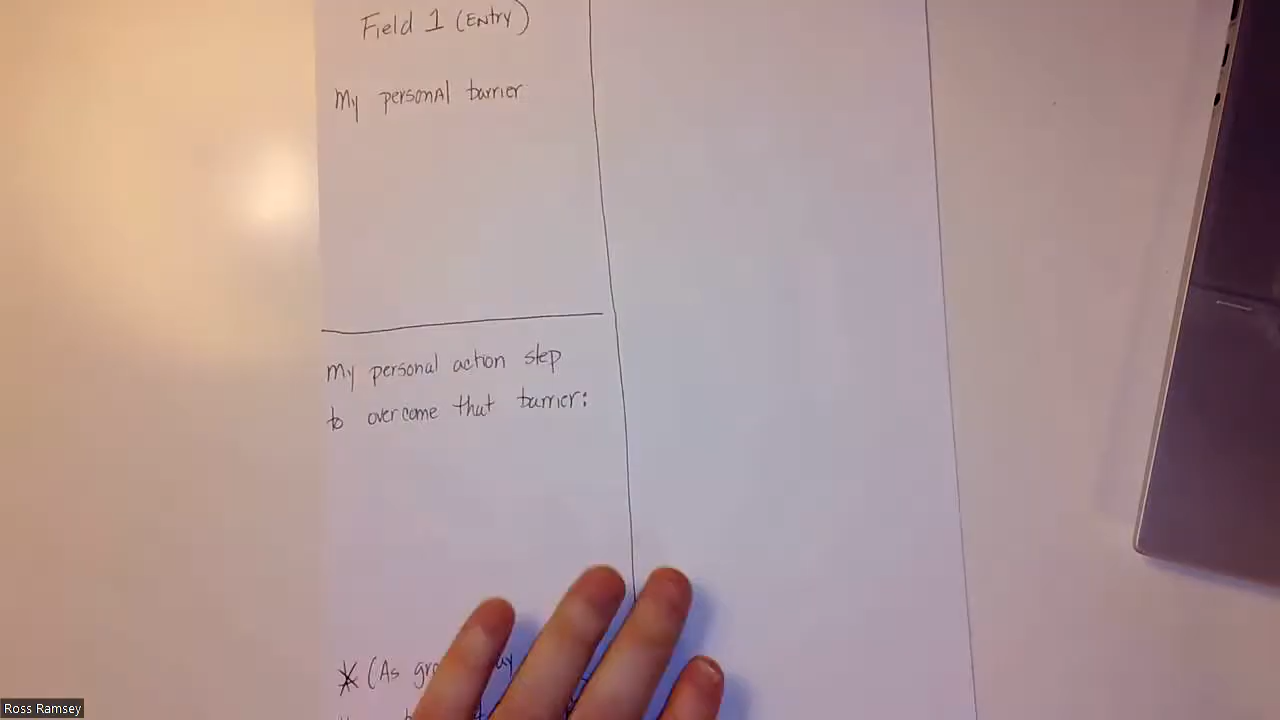 Field 1 (Entry)
My personal barrier
My personal action step
to overcome that barrier:
* (As
Ross Ramsey